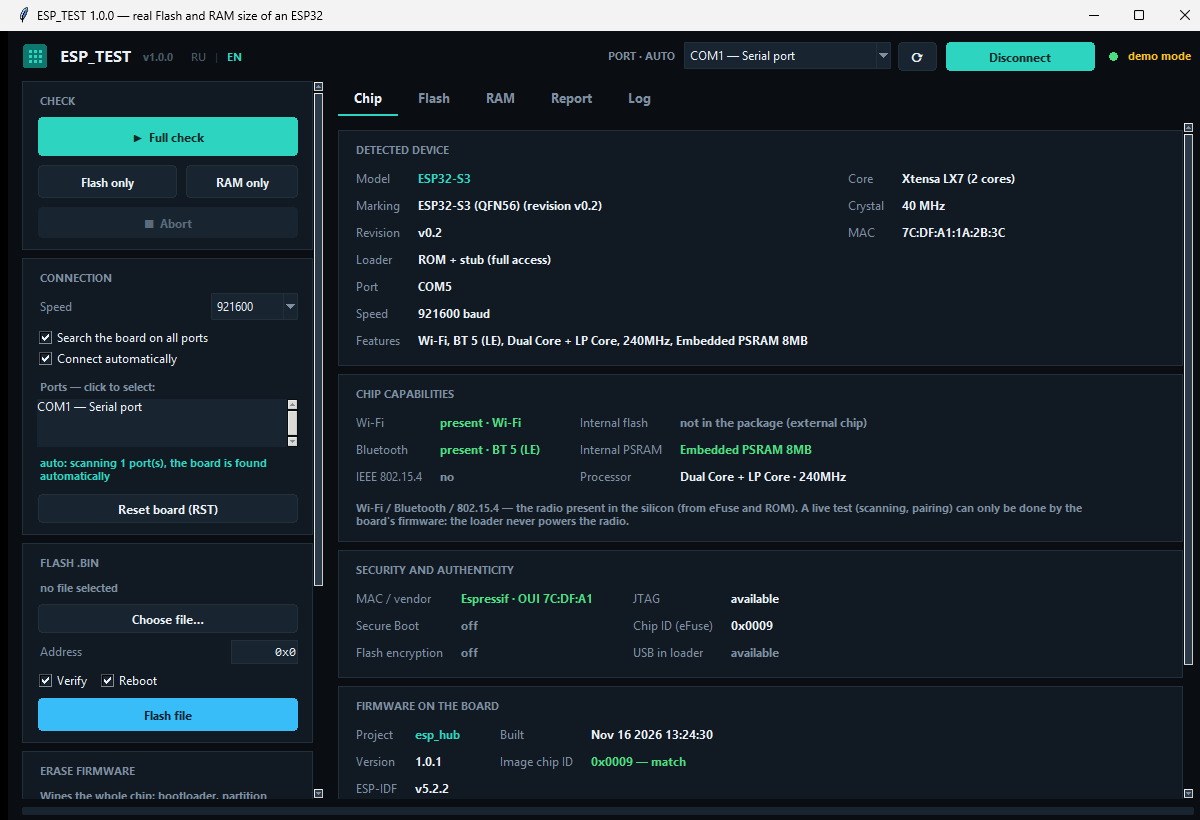 ESP_TEST 1.0.0 — real Flash and RAM size of an ESP32
ESP_TEST v1.0.0 RU | EN
PORT · AUTO COM1 — Serial port Disconnect demo mode
CHECK
► Full check
Flash only RAM only
■ Abort
CONNECTION
Speed 921600
Search the board on all ports
Connect automatically
Ports — click to select:
COM1 — Serial port
auto: scanning 1 port(s), the board is found
automatically
Reset board (RST)
FLASH .BIN
no file selected
Choose file...
Address 0x0
Verify Reboot
Flash file
ERASE FIRMWARE
Wipes the whole chip: bootloader, partition
Chip Flash RAM Report Log
DETECTED DEVICE
Model ESP32-S3 Core Xtensa LX7 (2 cores)
Marking ESP32-S3 (QFN56) (revision v0.2) Crystal 40 MHz
Revision v0.2 MAC 7C:DF:A1:1A:2B:3C
Loader ROM + stub (full access)
Port COM5
Speed 921600 baud
Features Wi-Fi, BT 5 (LE), Dual Core + LP Core, 240MHz, Embedded PSRAM 8MB
CHIP CAPABILITIES
Wi-Fi present · Wi-Fi Internal flash not in the package (external chip)
Bluetooth present · BT 5 (LE) Internal PSRAM Embedded PSRAM 8MB
IEEE 802.15.4 no Processor Dual Core + LP Core · 240MHz
Wi-Fi / Bluetooth / 802.15.4 — the radio present in the silicon (from eFuse and ROM). A live test (scanning, pairing) can only be done by the
board's firmware: the loader never powers the radio.
SECURITY AND AUTHENTICITY
MAC / vendor Espressif · OUI 7C:DF:A1 JTAG available
Secure Boot off Chip ID (eFuse) 0x0009
Flash encryption off USB in loader available
FIRMWARE ON THE BOARD
Project esp_hub Built Nov 16 2026 13:24:30
Version 1.0.1 Image chip ID 0x0009 — match
ESP-IDF v5.2.2